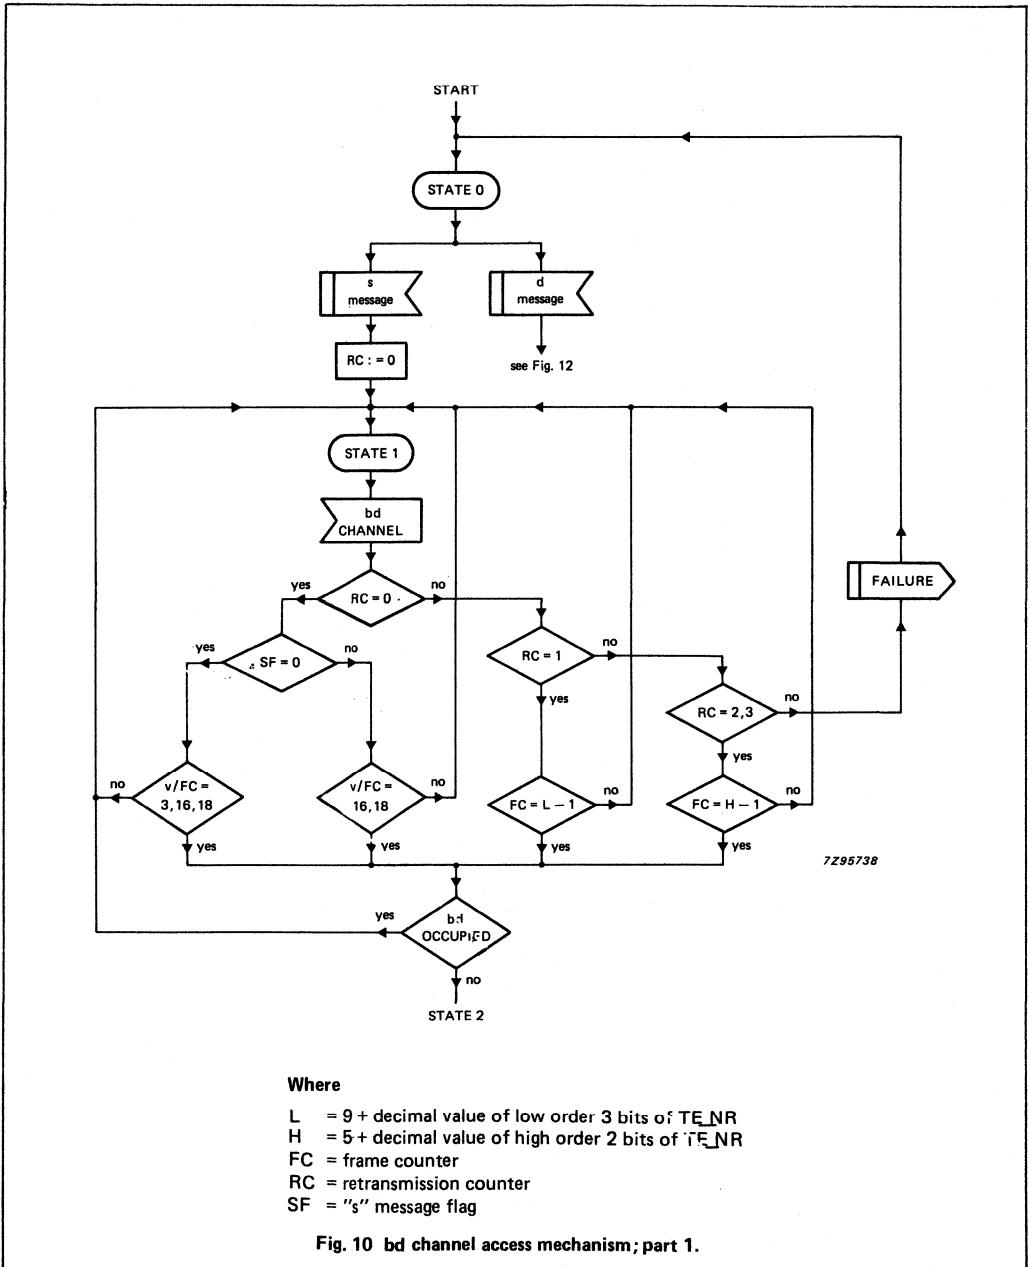 START
STATE 0
s
message
d
message
RC : = 0
see Fig. 12
STATE 1
bd
CHANNEL
FAILURE
yes
RC = 0
no
yes
SF = 0
no
RC = 1
no
yes
RC = 2,3
no
yes
no
v/FC =
3, 16, 18
yes
v/FC =
16, 18
no
yes
FC = L – 1
no
yes
FC = H – 1
no
yes
7Z95738
yes
bd
OCCUPIED
no
STATE 2
Where
L = 9 + decimal value of low order 3 bits of TE_NR
H = 5 + decimal value of high order 2 bits of TE_NR
FC = frame counter
RC = retransmission counter
SF = "s" message flag
Fig. 10 bd channel access mechanism; part 1.